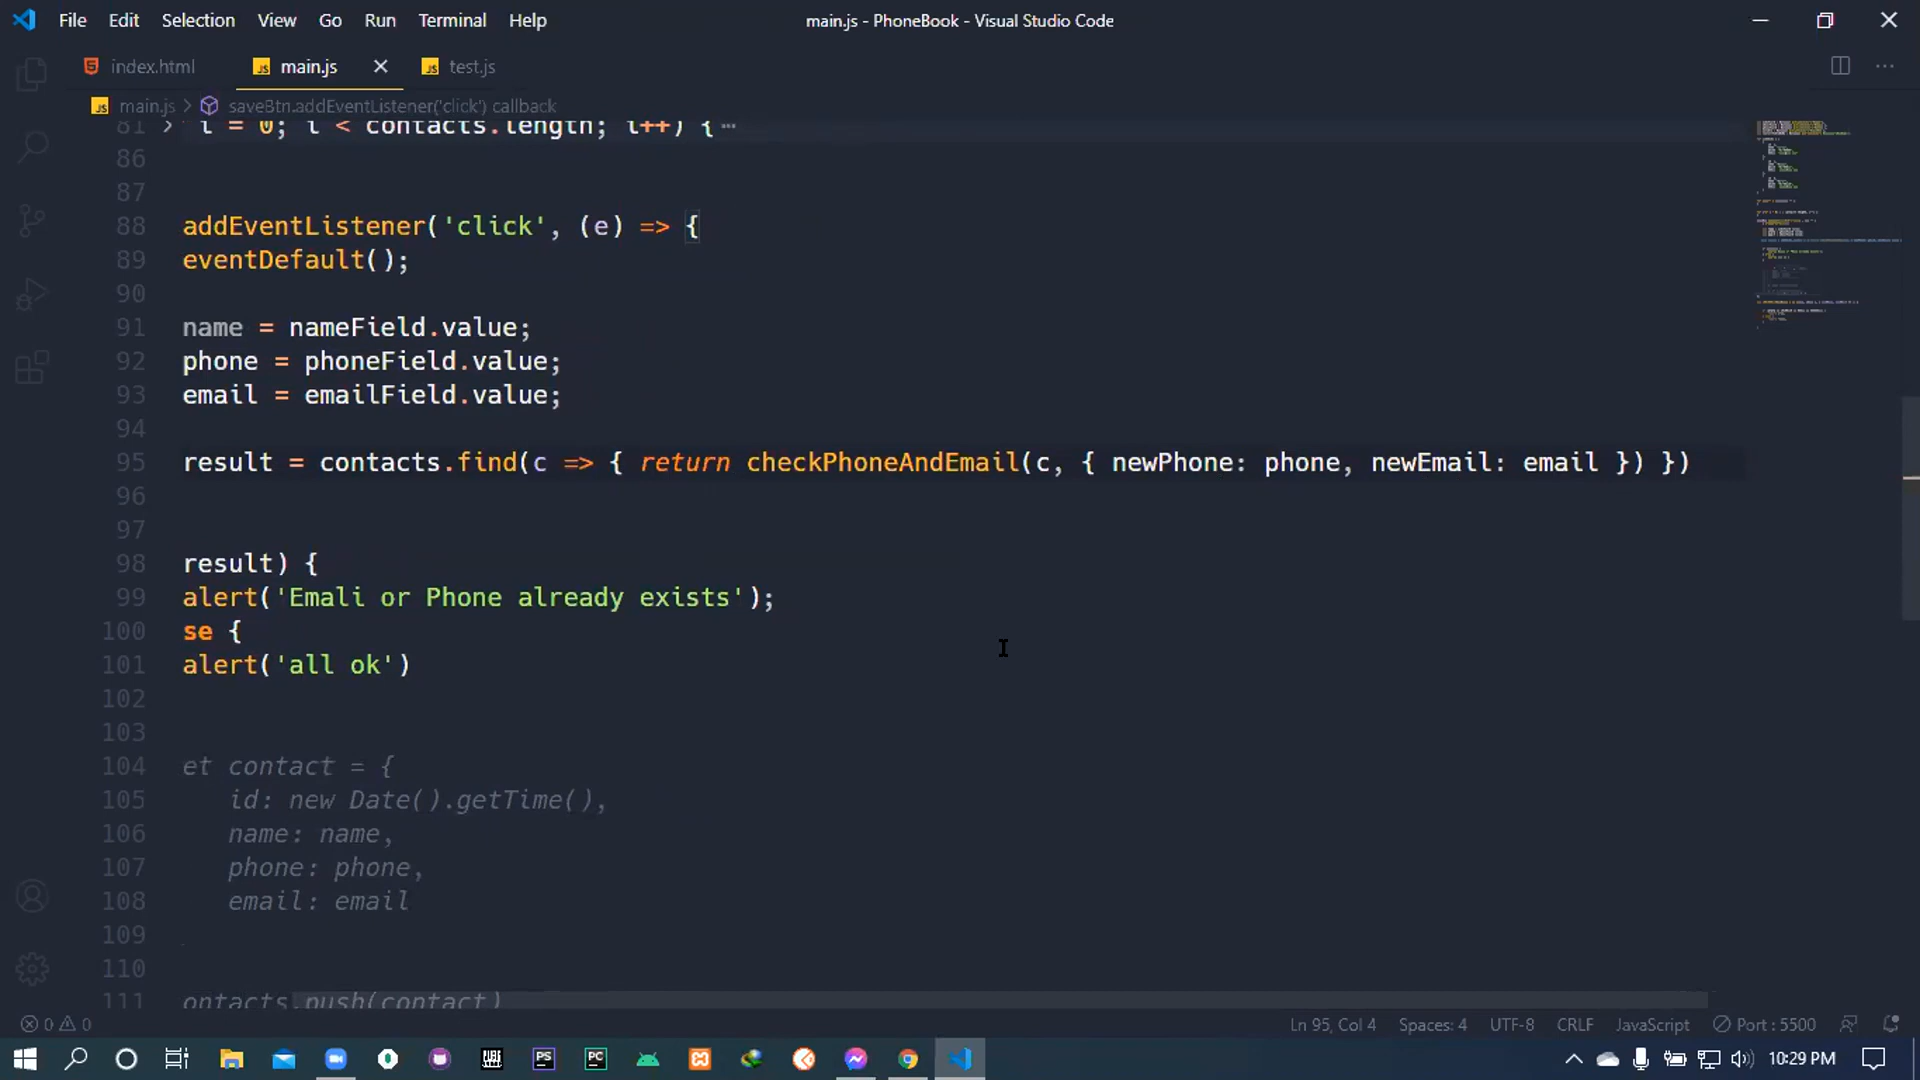 File Edit Selection View Go Run Terminal Help
main.js - PhoneBook - Visual Studio Code
index.html main.js test.js
main.js > saveBtn.addEventListener('click') callback
81 i = 0; i < contacts.length; i++) {
86
87
88 addEventListener('click', (e) => {
89 eventDefault();
90
91 name = nameField.value;
92 phone = phoneField.value;
93 email = emailField.value;
94
95 result = contacts.find(c => { return checkPhoneAndEmail(c, { newPhone: phone, newEmail: email }) })
96
97
98 result) {
99 alert('Emali or Phone already exists');
100 se {
101 alert('all ok')
102
103
104 et contact = {
105 id: new Date().getTime(),
106 name: name,
107 phone: phone,
108 email: email
109
110
111 ontacts.push(contact)
0 0 Ln 95, Col 4 Spaces: 4 UTF-8 CRLF JavaScript Port : 5500
PS PC 10:29 PM